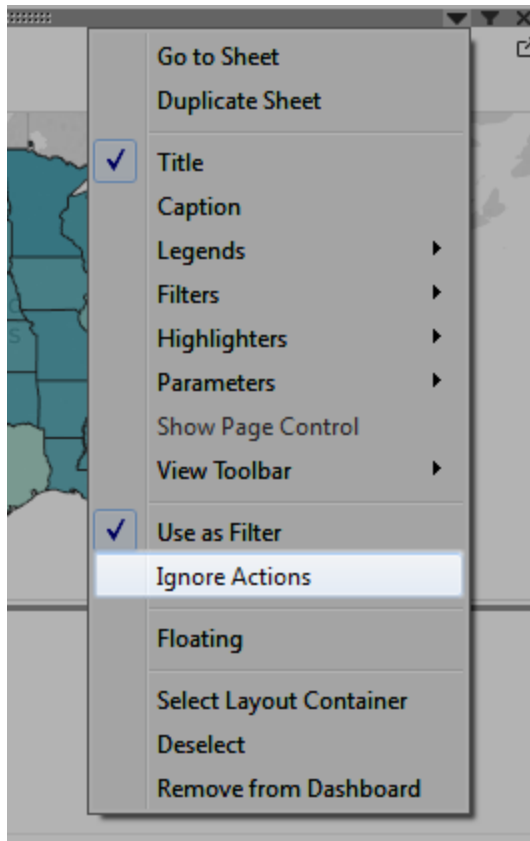 Go to Sheet
Duplicate Sheet
Title
Caption
Legends
Filters
Highlighters
Parameters
Show Page Control
View Toolbar
Use as Filter
Ignore Actions
Floating
Select Layout Container
Deselect
Remove from Dashboard